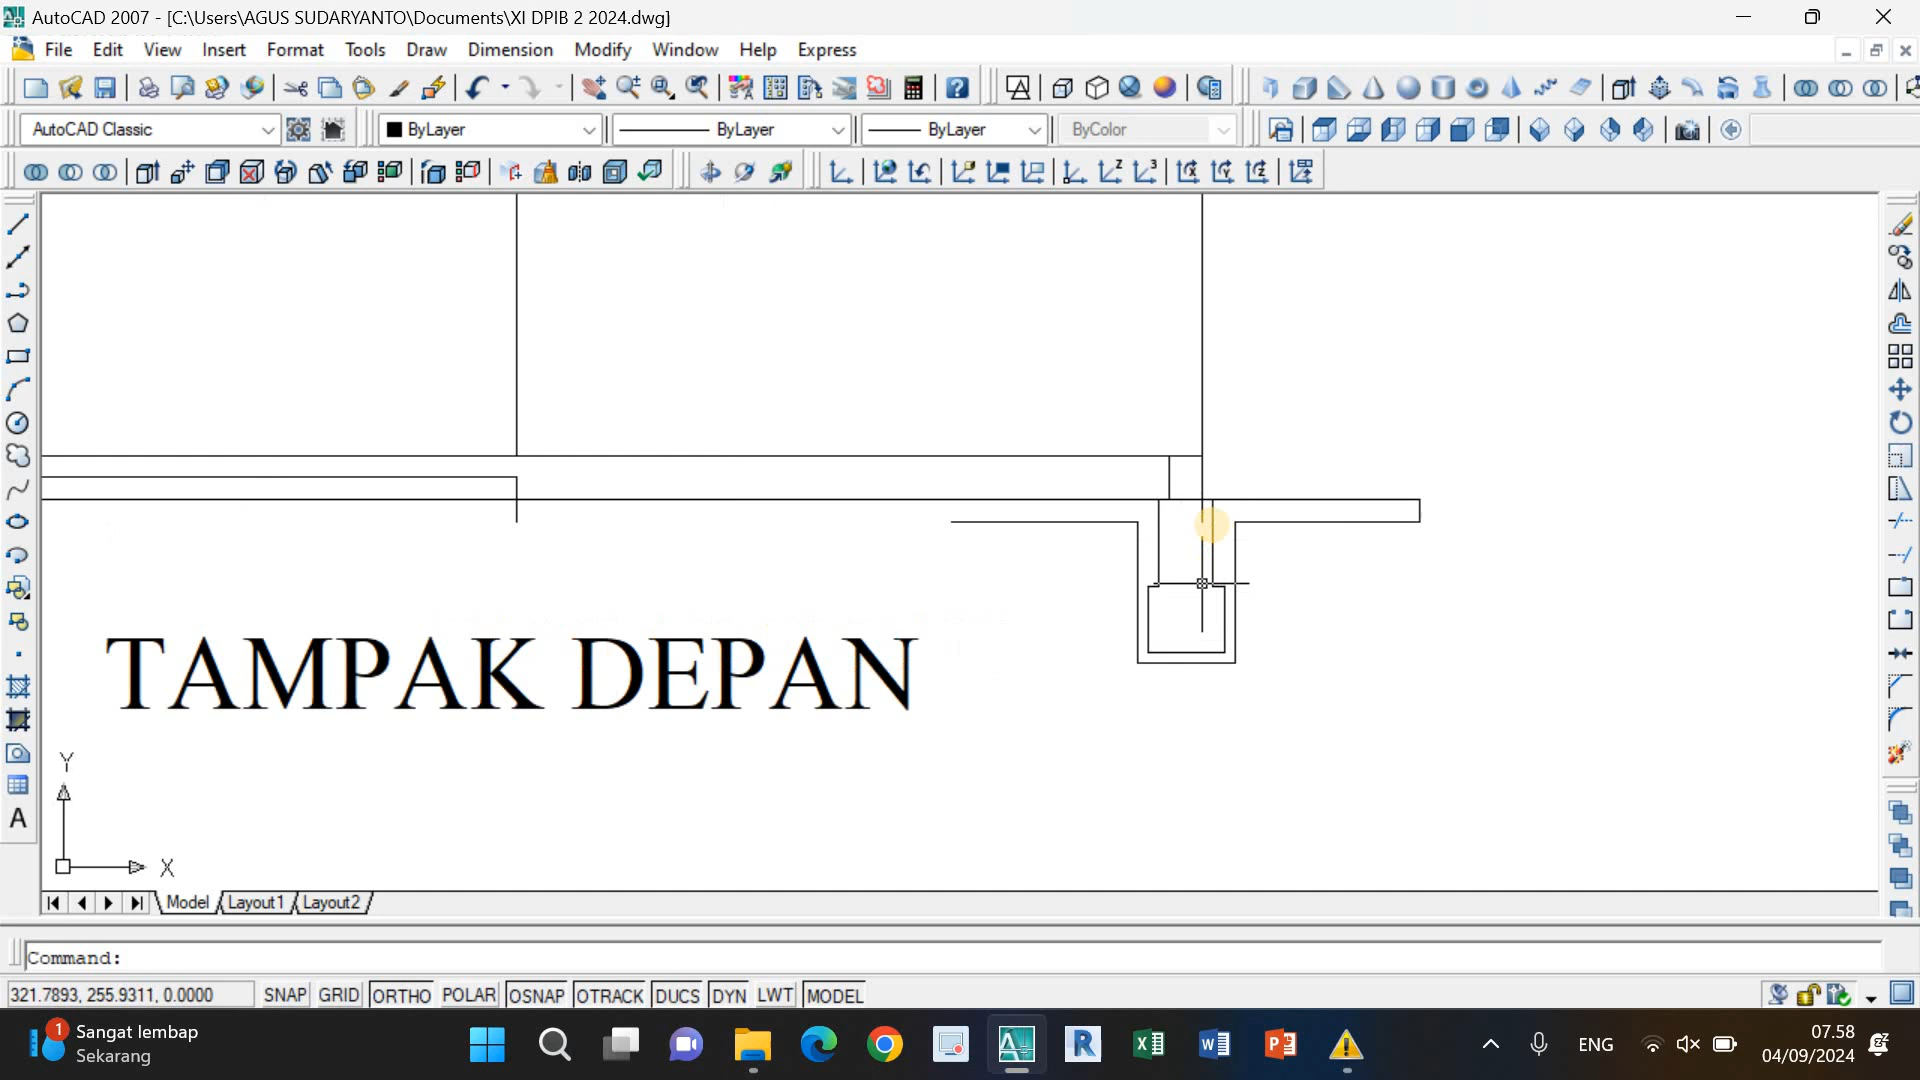 AutoCAD 2007 - [C:\Users\AGUS SUDARYANTO\Documents\XI DPIB 2 2024.dwg]
File Edit View Insert Format Tools Draw Dimension Modify Window Help Express
AutoCAD Classic ByLayer ByLayer ByLayer ByColor
TAMPAK DEPAN
Y
X
Model Layout1 Layout2
Command:
321.7893, 255.9311, 0.0000 SNAP GRID ORTHO POLAR OSNAP OTRACK DUCS DYN LWT MODEL
1 Sangat lembap
Sekarang
ENG
07.58
04/09/2024